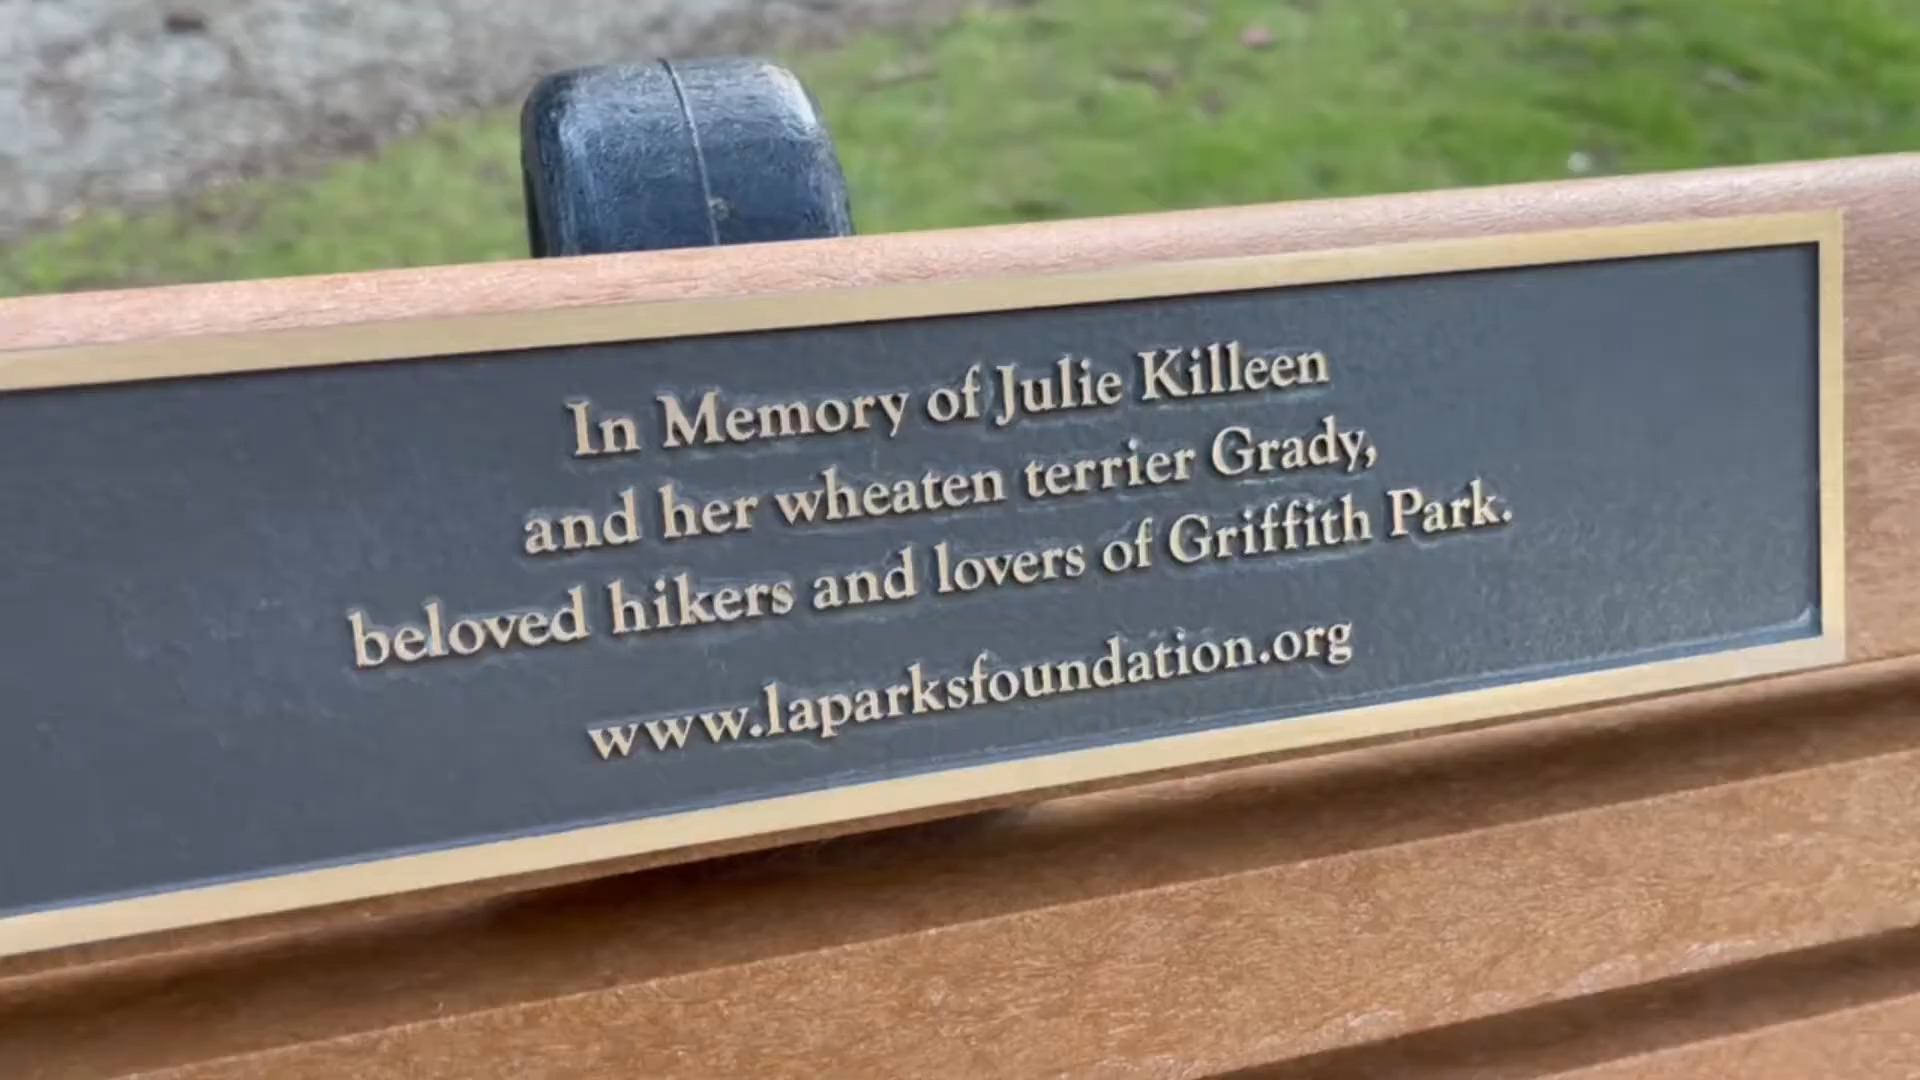 In Memory of Julie Killeen
and her wheaten terrier Grady,
beloved hikers and lovers of Griffith Park.
www.laparksfoundation.org